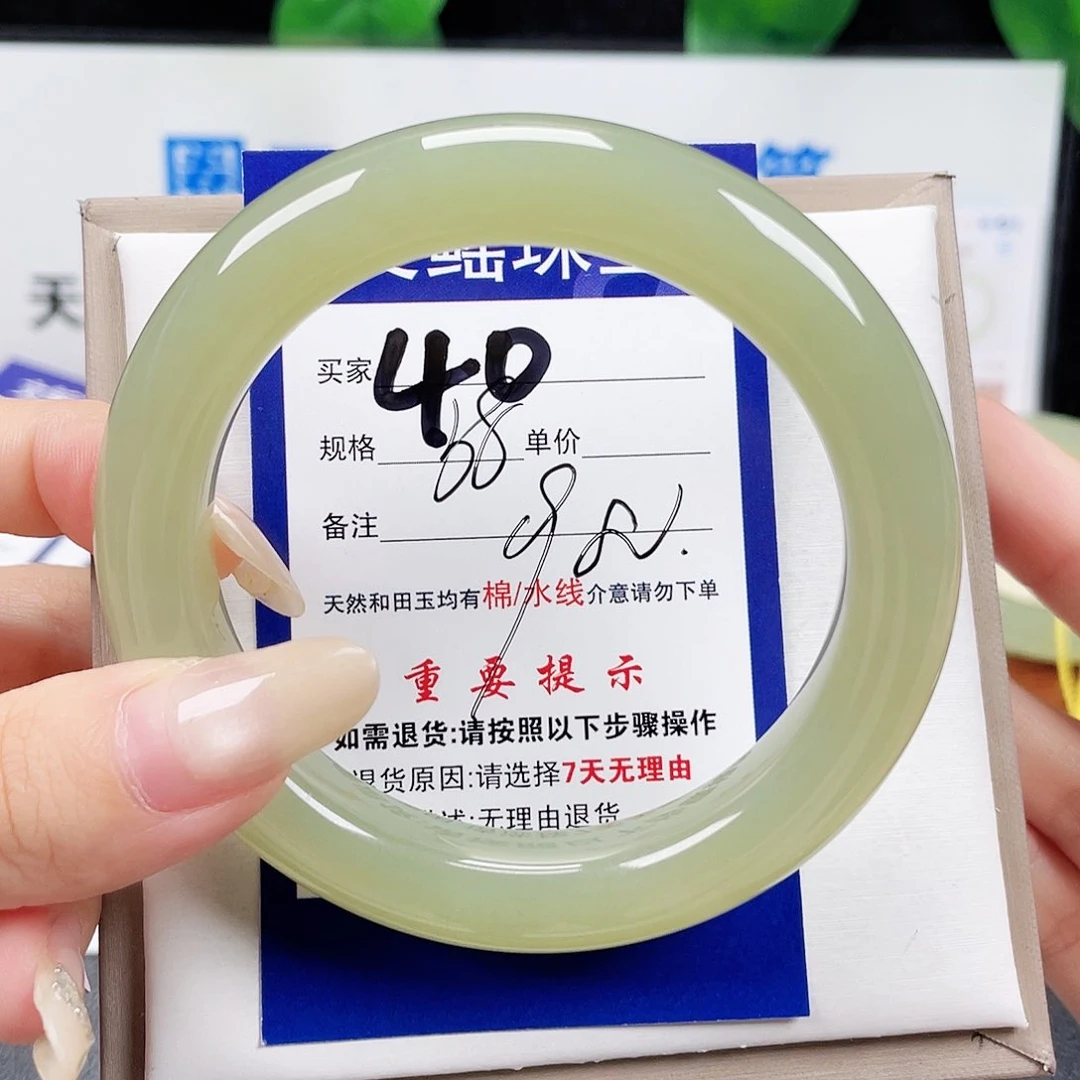 天
鳐珠宝
买家 40
规格 58 单价
备注
天然和田玉均有棉/水线介意请勿下单
重要提示
如需退货:请按照以下步骤操作
退货原因:请选择7天无理由
述:无理由退货